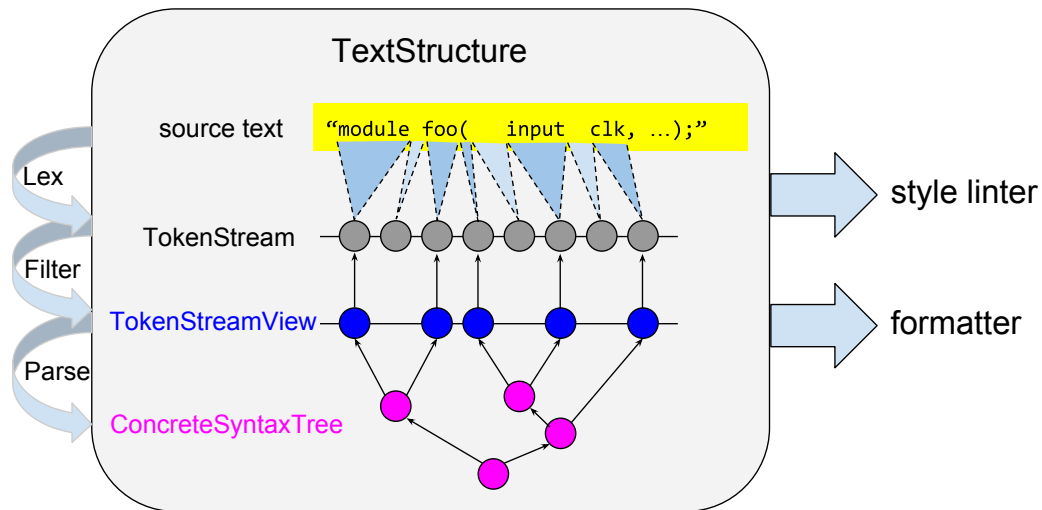 TextStructure
source text
“module foo(   input  clk, …);”
Lex
style linter
TokenStream
Filter
TokenStreamView
formatter
Parse
ConcreteSyntaxTree